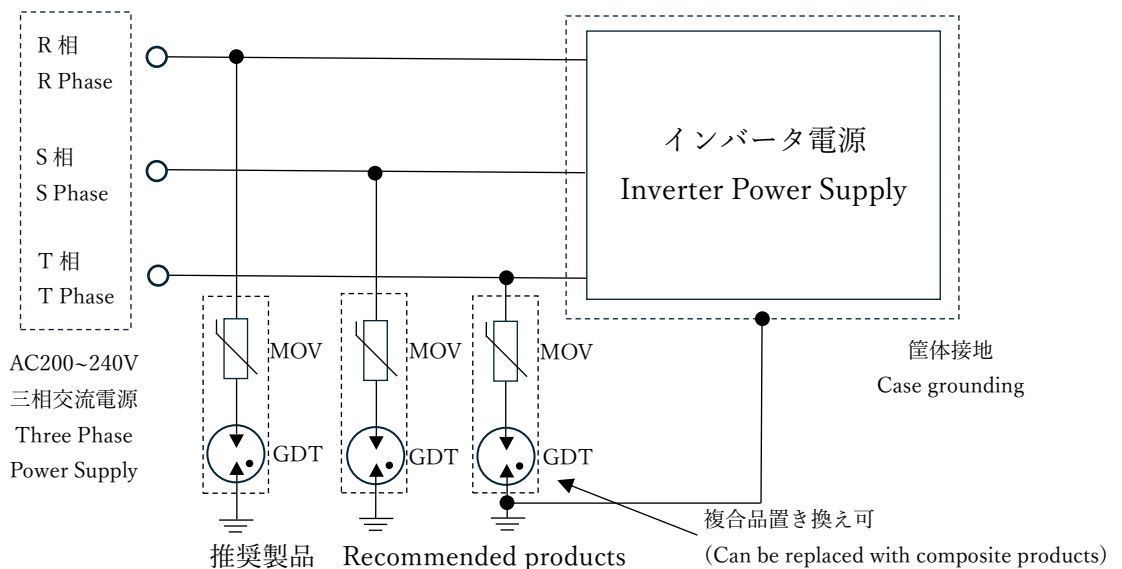 R 相
R Phase
S 相
S Phase
T 相
T Phase
AC200~240V
三相交流電源
Three Phase
Power Supply
インバータ電源
Inverter Power Supply
MOV
MOV
MOV
GDT
GDT
GDT
筐体接地
Case grounding
複合品置き換え可
(Can be replaced with composite products)
推奨製品 Recommended products